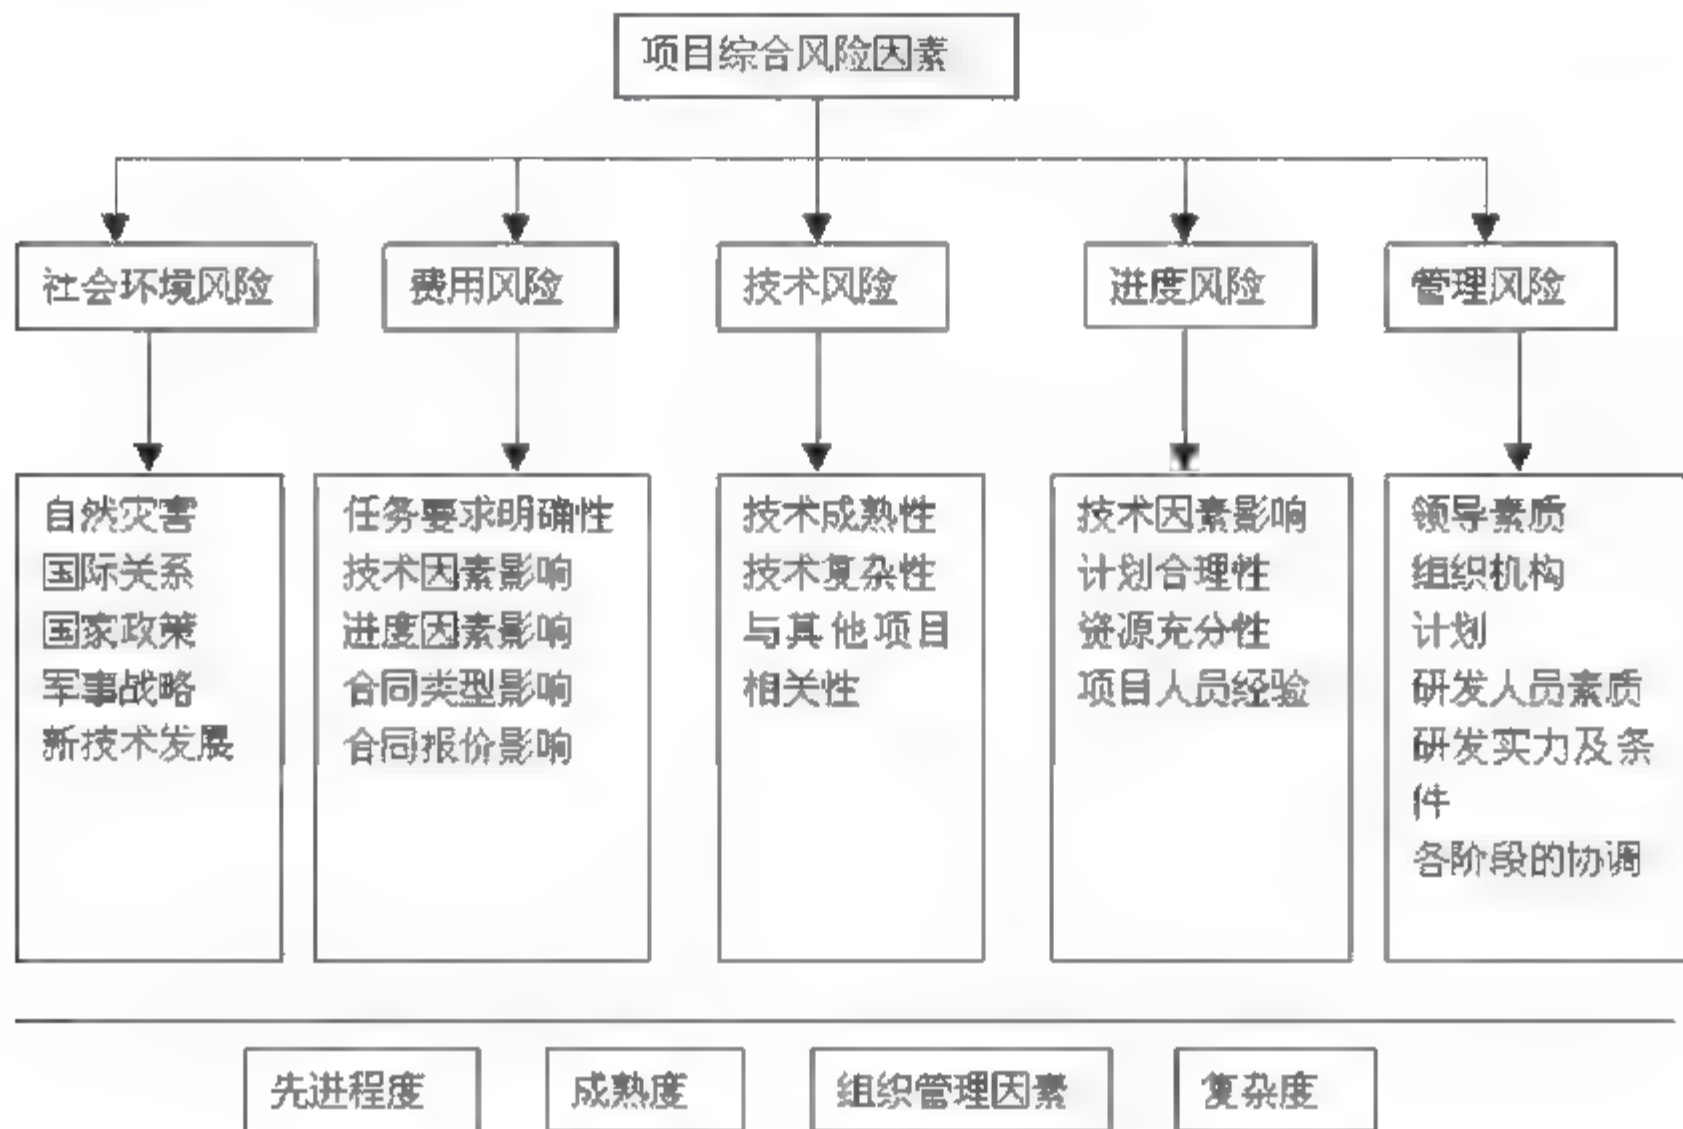 项目综合风险因素
社会环境风险
费用风险
技术风险
进度风险
管理风险
自然灾害
国际关系
国家政策
军事战略
新技术发展
任务要求明确性
技术因素影响
进度因素影响
合同类型影响
合同报价影响
技术成熟性
技术复杂性
与其他项目
相关性
技术因素影响
计划合理性
资源充分性
项目人员经验
领导素质
组织机构
计划
研发人员素质
研发实力及条
件
各阶段的协调
先进程度
成熟度
组织管理因素
复杂度